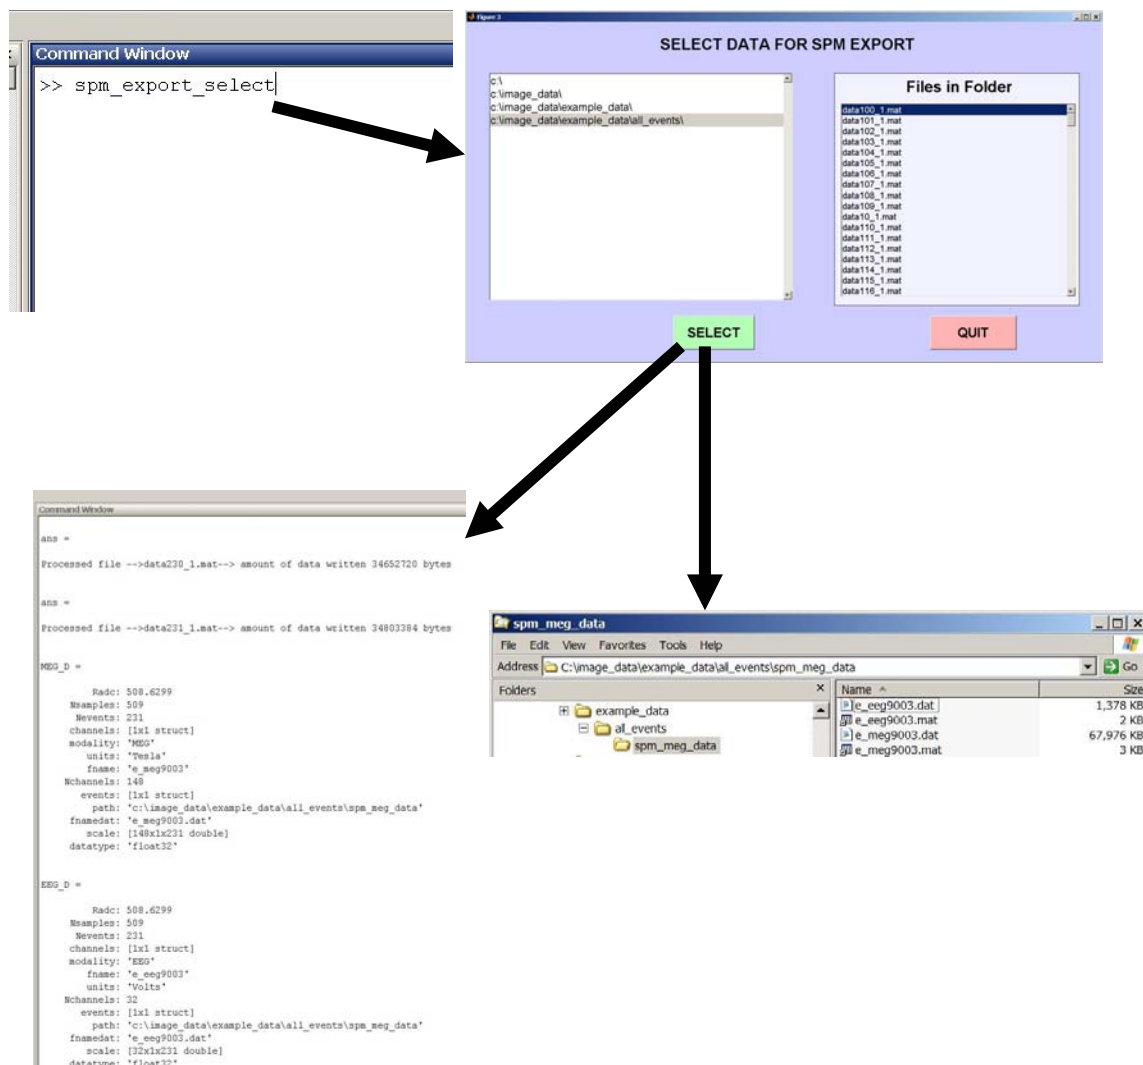 Command Window
>> spm_export_select
Figure 3
SELECT DATA FOR SPM EXPORT
c:\
c:\image_data\
c:\image_data\example_data\
c:\image_data\example_data\all_events\
Files in Folder
data100_1.mat
data101_1.mat
data102_1.mat
data103_1.mat
data104_1.mat
data105_1.mat
data106_1.mat
data107_1.mat
data108_1.mat
data109_1.mat
data10_1.mat
data110_1.mat
data111_1.mat
data112_1.mat
data113_1.mat
data114_1.mat
data115_1.mat
data116_1.mat
SELECT
QUIT
Command Window
ans =
Processed file -->data230_1.mat--> amount of data written 34652720 bytes
ans =
Processed file -->data231_1.mat--> amount of data written 34803384 bytes
MEG_D =
Radc: 508.6299
Nsamples: 509
Nevents: 231
channels: [1x1 struct]
modality: 'MEG'
units: 'Tesla'
fname: 'e_meg9003'
Nchannels: 148
events: [1x1 struct]
path: 'c:\image_data\example_data\all_events\spm_meg_data'
fnamedat: 'e_meg9003.dat'
scale: [148x1x231 double]
datatype: 'float32'
EEG_D =
Radc: 508.6299
Nsamples: 509
Nevents: 231
channels: [1x1 struct]
modality: 'EEG'
fname: 'e_eeg9003'
units: 'Volts'
Nchannels: 32
events: [1x1 struct]
path: 'c:\image_data\example_data\all_events\spm_meg_data'
fnamedat: 'e_eeg9003.dat'
scale: [32x1x231 double]
datatype: 'float32'
spm_meg_data
File Edit View Favorites Tools Help
Address C:\image_data\example_data\all_events\spm_meg_data Go
Folders
example_data
all_events
spm_meg_data
Name Size
e_eeg9003.dat 1,378 KB
e_eeg9003.mat 2 KB
e_meg9003.dat 67,976 KB
e_meg9003.mat 3 KB